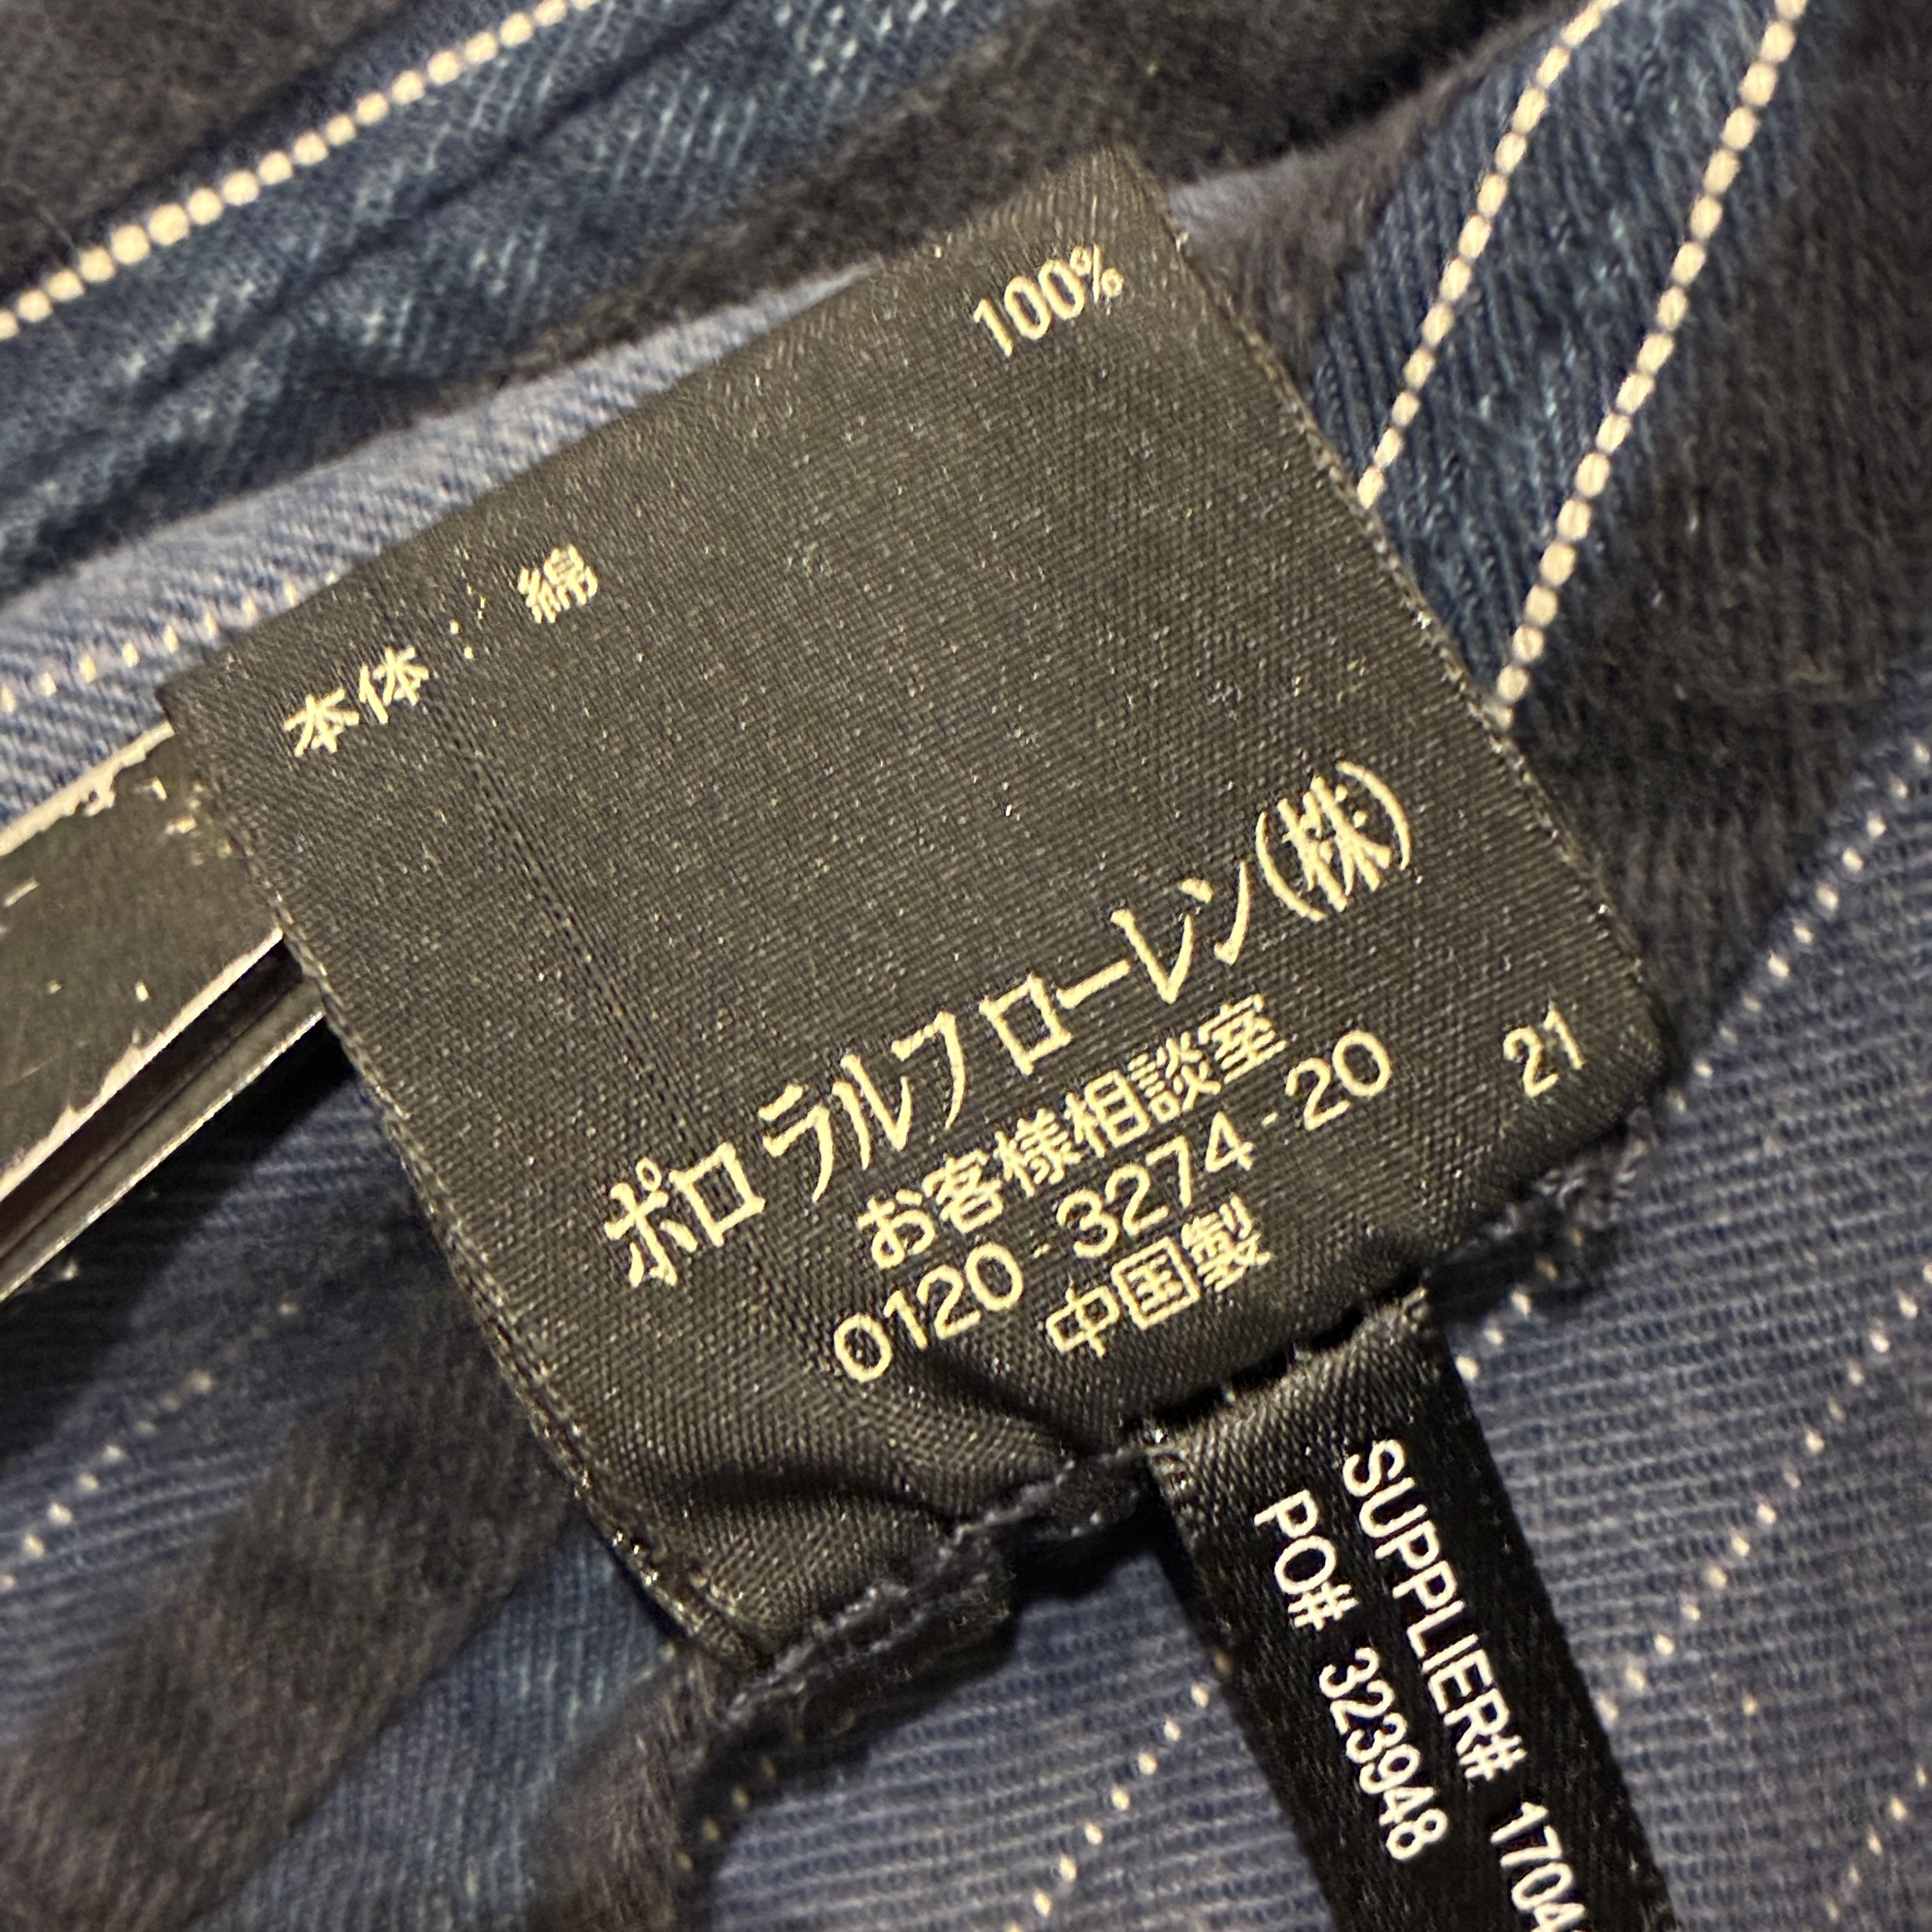 本体：綿 100%
ポロ ラルフ ローレン(株)
お客様相談室
0120-3274-20 21
中国製
SUPPLIER# 1704
PO# 323948